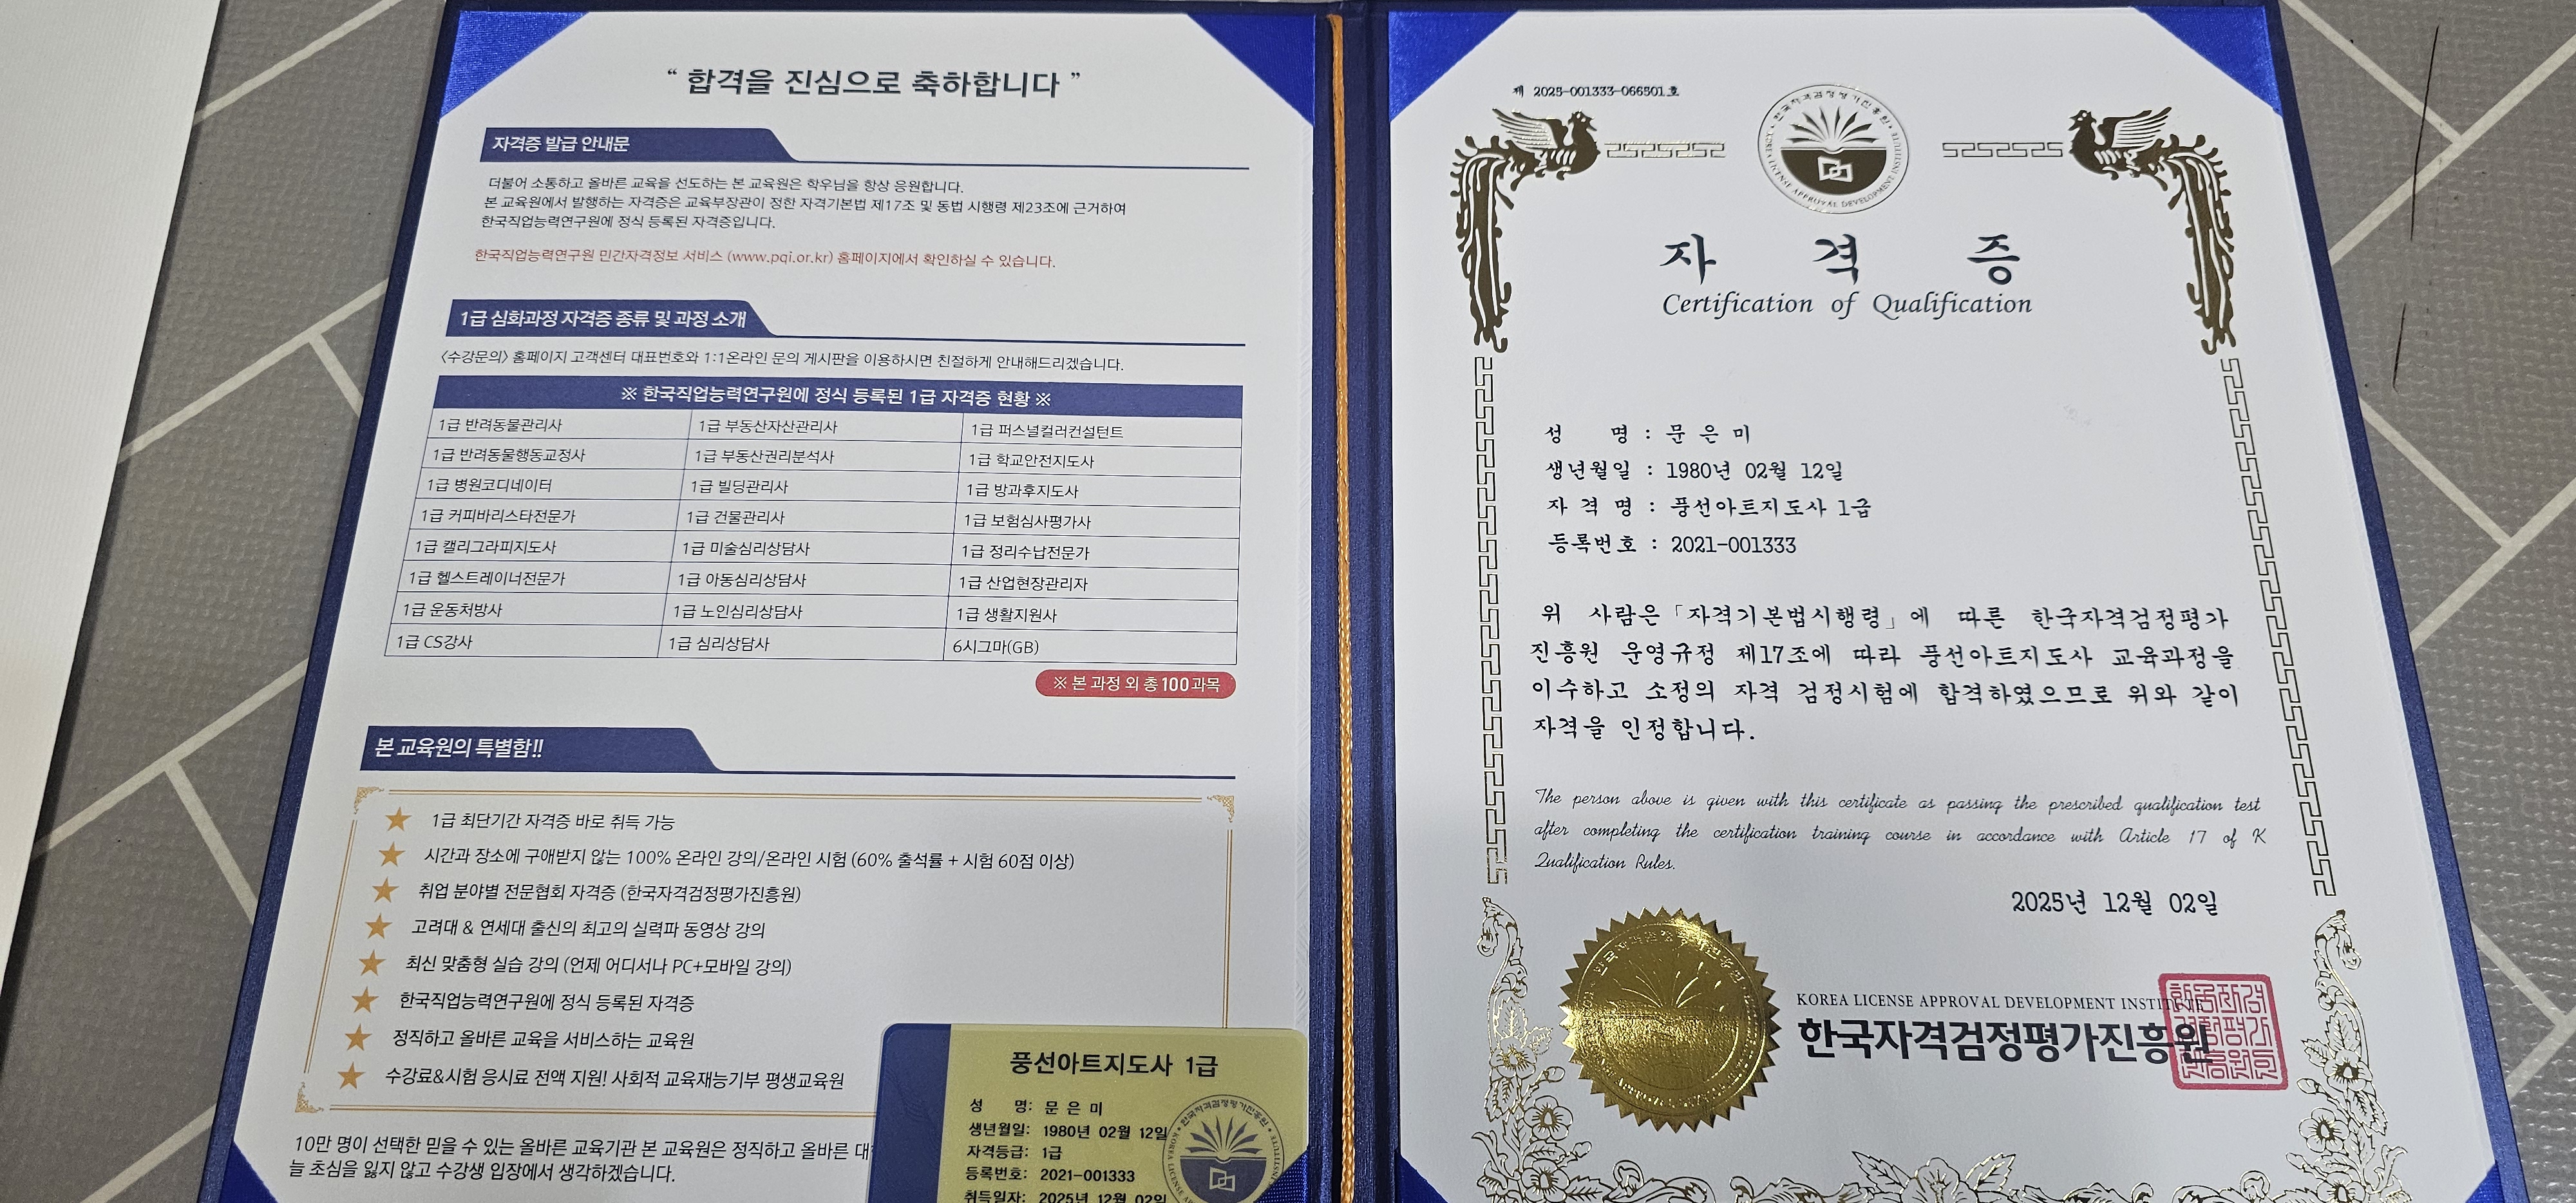 “ 합격을 진심으로 축하합니다 ”
자격증 발급 안내문
더불어 소통하고 올바른 교육을 선도하는 본 교육원은 학우님을 항상 응원합니다.
본 교육원에서 발행하는 자격증은 교육부장관이 정한 자격기본법 제17조 및 동법 시행령 제23조에 근거하여
한국직업능력연구원에 정식 등록된 자격증입니다.
한국직업능력연구원 민간자격정보 서비스 (www.pqi.or.kr) 홈페이지에서 확인하실 수 있습니다.
1급 심화과정 자격증 종류 및 과정 소개
<수강문의> 홈페이지 고객센터 대표번호와 1:1온라인 문의 게시판을 이용하시면 친절하게 안내해드리겠습니다.
※ 한국직업능력연구원에 정식 등록된 1급 자격증 현황 ※
1급 반려동물관리사 1급 부동산자산관리사 1급 퍼스널컬러컨설턴트
1급 반려동물행동교정사 1급 부동산권리분석사 1급 학교안전지도사
1급 병원코디네이터 1급 빌딩관리사 1급 방과후지도사
1급 커피바리스타전문가 1급 건물관리사 1급 보험심사평가사
1급 캘리그라피지도사 1급 미술심리상담사 1급 정리수납전문가
1급 헬스트레이너전문가 1급 아동심리상담사 1급 산업현장관리자
1급 운동처방사 1급 노인심리상담사 1급 생활지원사
1급 CS강사 1급 심리상담사 6시그마(GB)
※ 본 과정 외 총 100과목
본 교육원의 특별함!!
1급 최단기간 자격증 바로 취득 가능
시간과 장소에 구애받지 않는 100% 온라인 강의/온라인 시험 (60% 출석률 + 시험 60점 이상)
취업 분야별 전문협회 자격증 (한국자격검정평가진흥원)
고려대 & 연세대 출신의 최고의 실력파 동영상 강의
최신 맞춤형 실습 강의 (언제 어디서나 PC+모바일 강의)
한국직업능력연구원에 정식 등록된 자격증
정직하고 올바른 교육을 서비스하는 교육원
수강료&시험 응시료 전액 지원! 사회적 교육재능기부 평생교육원
10만 명이 선택한 믿을 수 있는 올바른 교육기관 본 교육원은 정직하고 올바른
늘 초심을 잃지 않고 수강생 입장에서 생각하겠습니다.
풍선아트지도사 1급
성 명: 문 은 미
생년월일: 1980년 02월 12일
자격등급: 1급
등록번호: 2021-001333
취득일자: 2025년 12월 02일
제 2025-001333-066501호
한국자격검정평가진흥원
KOREA LICENSE APPROVAL DEVELOPMENT INSTITUTE
자 격 증
Certification of Qualification
성 명 : 문 은 미
생년월일 : 1980년 02월 12일
자 격 명 : 풍선아트지도사 1급
등록번호 : 2021-001333
위 사람은「자격기본법시행령」에 따른 한국자격검정평가
진흥원 운영규정 제17조에 따라 풍선아트지도사 교육과정을
이수하고 소정의 자격 검정시험에 합격하였으므로 위와 같이
자격을 인정합니다.
The person above is given with this certificate as passing the prescribed qualification test
after completing the certification training course in accordance with Article 17 of K
Qualification Rules.
2025년 12월 02일
KOREA LICENSE APPROVAL DEVELOPMENT INSTITUTE
한국자격검정평가진흥원